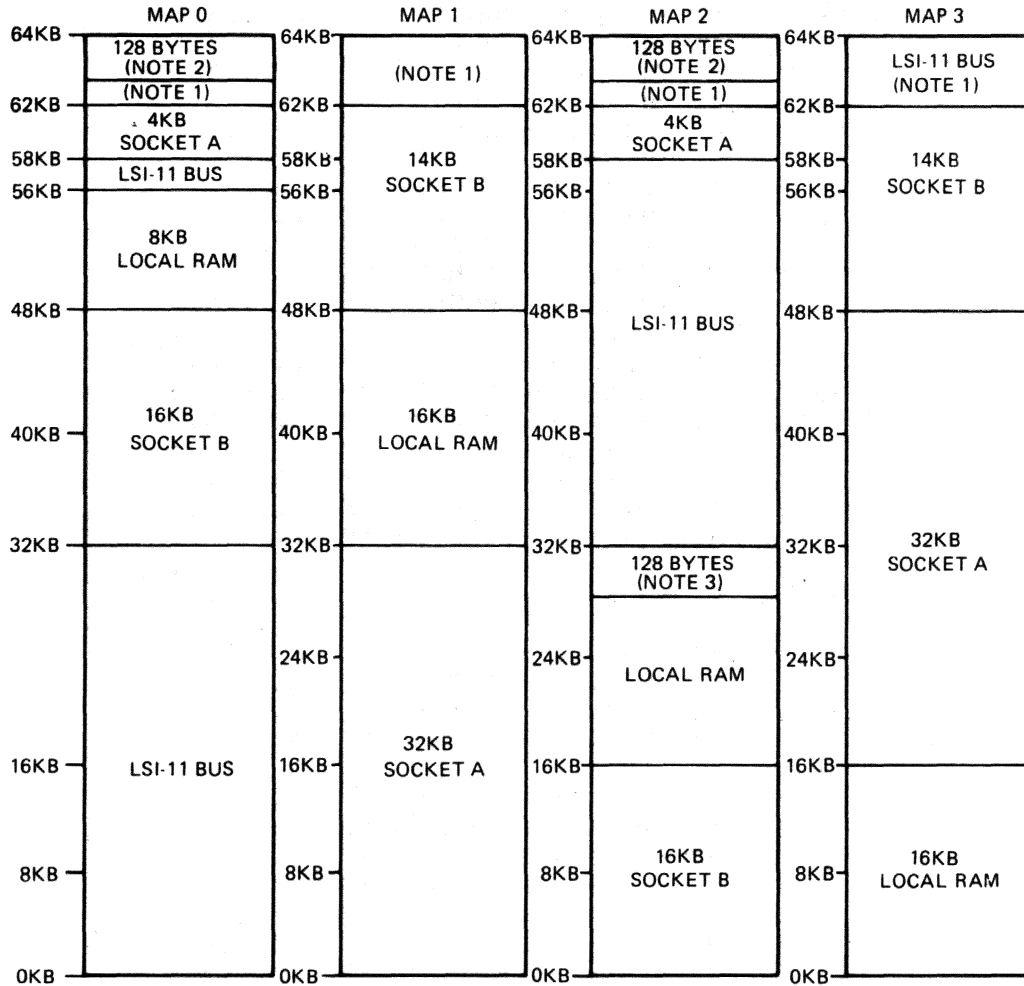 MAP 0
64KB
128 BYTES
(NOTE 2)
(NOTE 1)
62KB
4KB
SOCKET A
58KB
LSI-11 BUS
56KB
8KB
LOCAL RAM
48KB
16KB
SOCKET B
40KB
32KB
LSI-11 BUS
16KB
8KB
0KB
MAP 1
64KB
(NOTE 1)
62KB
14KB
SOCKET B
58KB
56KB
48KB
16KB
LOCAL RAM
40KB
32KB
24KB
32KB
SOCKET A
16KB
8KB
0KB
MAP 2
64KB
128 BYTES
(NOTE 2)
(NOTE 1)
62KB
4KB
SOCKET A
58KB
56KB
48KB
LSI-11 BUS
40KB
32KB
128 BYTES
(NOTE 3)
24KB
LOCAL RAM
16KB
16KB
SOCKET B
8KB
0KB
MAP 3
64KB
LSI-11 BUS
(NOTE 1)
62KB
14KB
SOCKET B
58KB
56KB
48KB
40KB
32KB
32KB
SOCKET A
24KB
16KB
16KB
LOCAL RAM
8KB
0KB